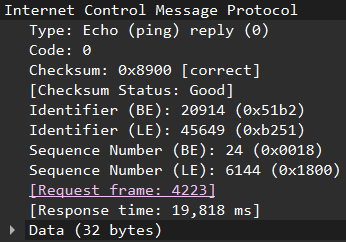 Internet Control Message Protocol
Type: Echo (ping) reply (0)
Code: 0
Checksum: 0x8900 [correct]
[Checksum Status: Good]
Identifier (BE): 20914 (0x51b2)
Identifier (LE): 45649 (0xb251)
Sequence Number (BE): 24 (0x0018)
Sequence Number (LE): 6144 (0x1800)
[Request frame: 4223]
[Response time: 19,818 ms]
Data (32 bytes)